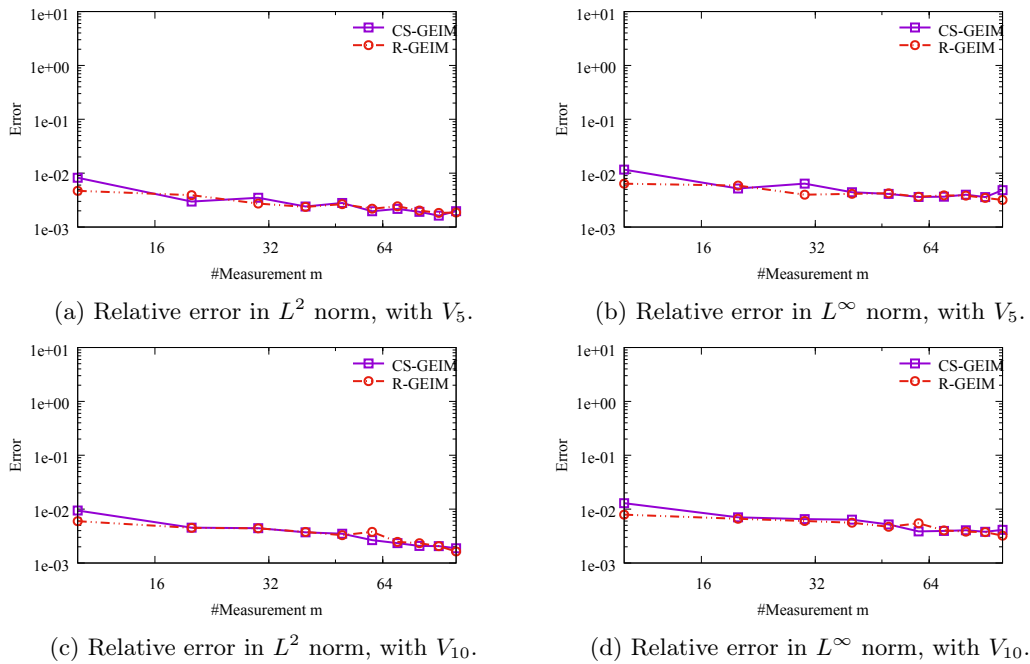 1e+01
1e+00
1e-01
1e-02
1e-03
Error
16
32
64
#Measurement m
CS-GEIM
R-GEIM
(a) Relative error in L² norm, with V₅.
1e+01
1e+00
1e-01
1e-02
1e-03
Error
16
32
64
#Measurement m
CS-GEIM
R-GEIM
(b) Relative error in L∞ norm, with V₅.
1e+01
1e+00
1e-01
1e-02
1e-03
Error
16
32
64
#Measurement m
CS-GEIM
R-GEIM
(c) Relative error in L² norm, with V₁₀.
1e+01
1e+00
1e-01
1e-02
1e-03
Error
16
32
64
#Measurement m
CS-GEIM
R-GEIM
(d) Relative error in L∞ norm, with V₁₀.